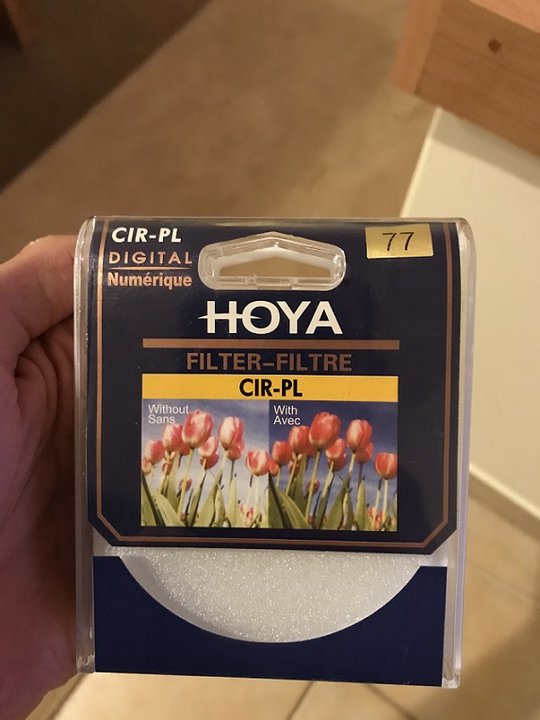 CIR-PL
DIGITAL
Numérique
77
HOYA
FILTER-FILTRE
CIR-PL
Without
Sans
With
Avec